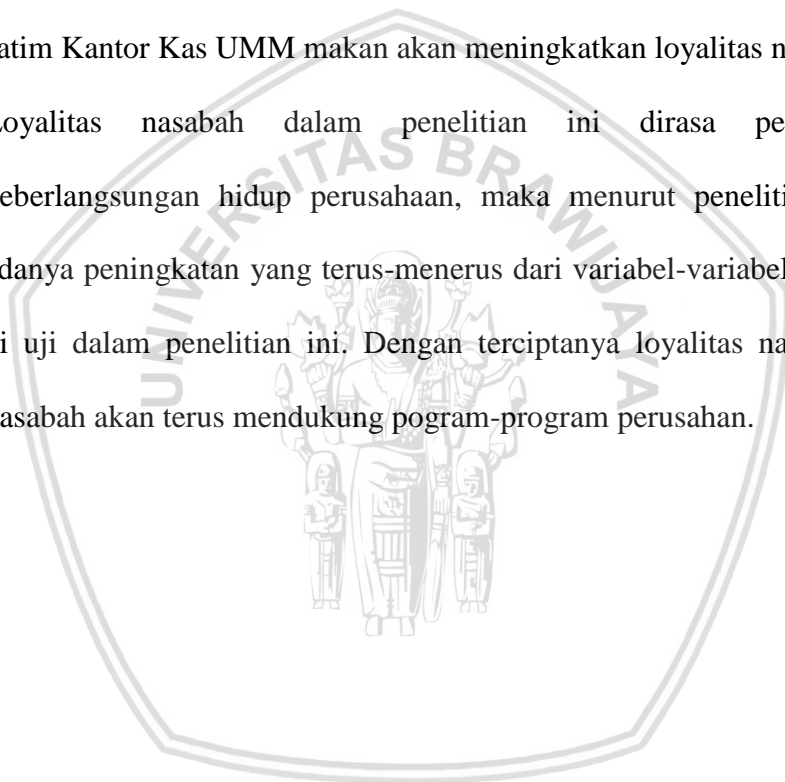 atim Kantor Kas UMM makan akan meningkatkan loyalitas n
oyalitas nasabah dalam penelitian ini dirasa pe
eberlangsungan hidup perusahaan, maka menurut peneliti
danya peningkatan yang terus-menerus dari variabel-variabel
i uji dalam penelitian ini. Dengan terciptanya loyalitas na
asabah akan terus mendukung pogram-program perusahan.
UNIVERSITAS BRAWIJAYA